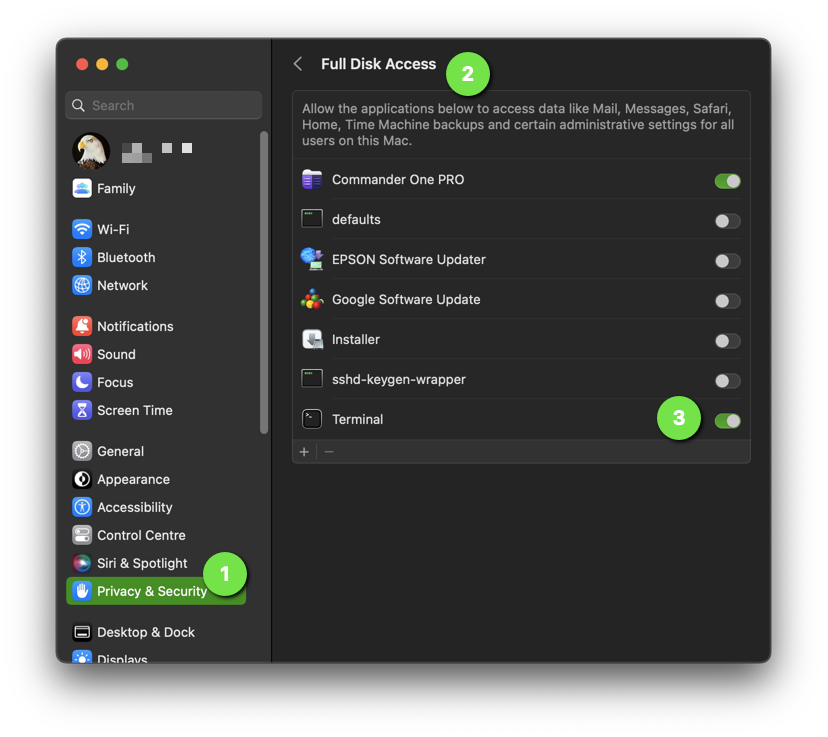 Full Disk Access
2
Search
Allow the applications below to access data like Mail, Messages, Safari,
Home, Time Machine backups and certain administrative settings for all
users on this Mac.
Family
Wi-Fi
Bluetooth
Network
Notifications
Sound
Focus
Screen Time
General
Appearance
Accessibility
Control Centre
Siri & Spotlight
1
Privacy & Security
Desktop & Dock
Displays
Commander One PRO
defaults
EPSON Software Updater
Google Software Update
Installer
sshd-keygen-wrapper
Terminal
3